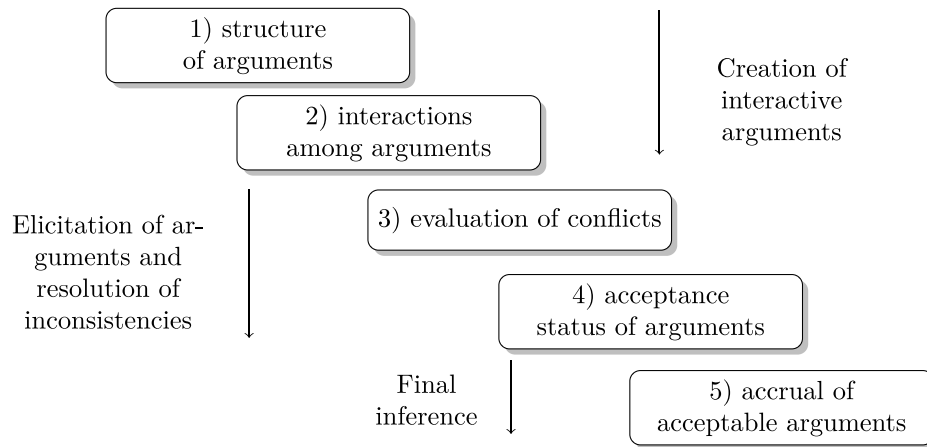 1) structure
of arguments
Creation of
interactive
arguments
2) interactions
among arguments
3) evaluation of conflicts
Elicitation of ar-
guments and
resolution of
inconsistencies
4) acceptance
status of arguments
Final
inference
5) accrual of
acceptable arguments